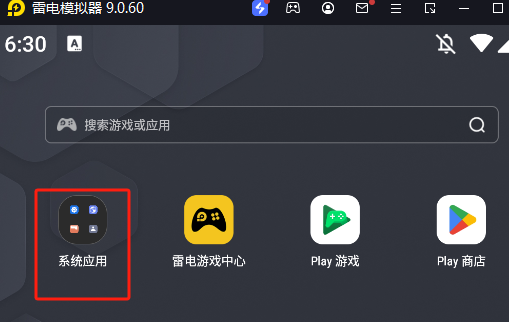 雷电模拟器 9.0.60
6:30 A
搜索游戏或应用
系统应用
雷电游戏中心
Play 游戏
Play 商店